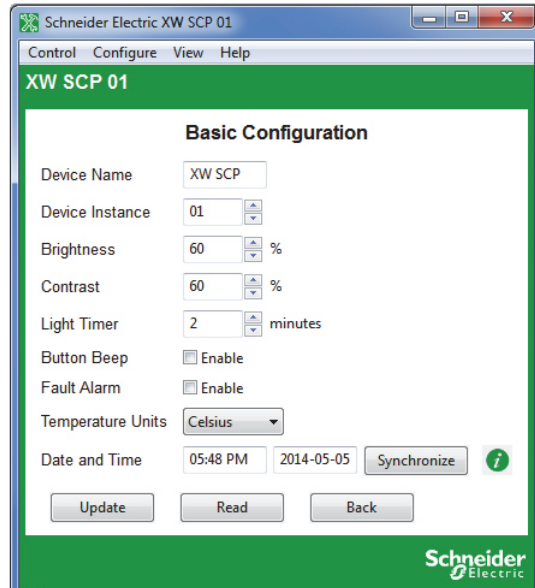 Schneider Electric XW SCP 01
Control Configure View Help
XW SCP 01
Basic Configuration
Device Name XW SCP
Device Instance 01
Brightness 60 %
Contrast 60 %
Light Timer 2 minutes
Button Beep Enable
Fault Alarm Enable
Temperature Units Celsius
Date and Time 05:48 PM 2014-05-05 Synchronize i
Update Read Back
Schneider
Electric